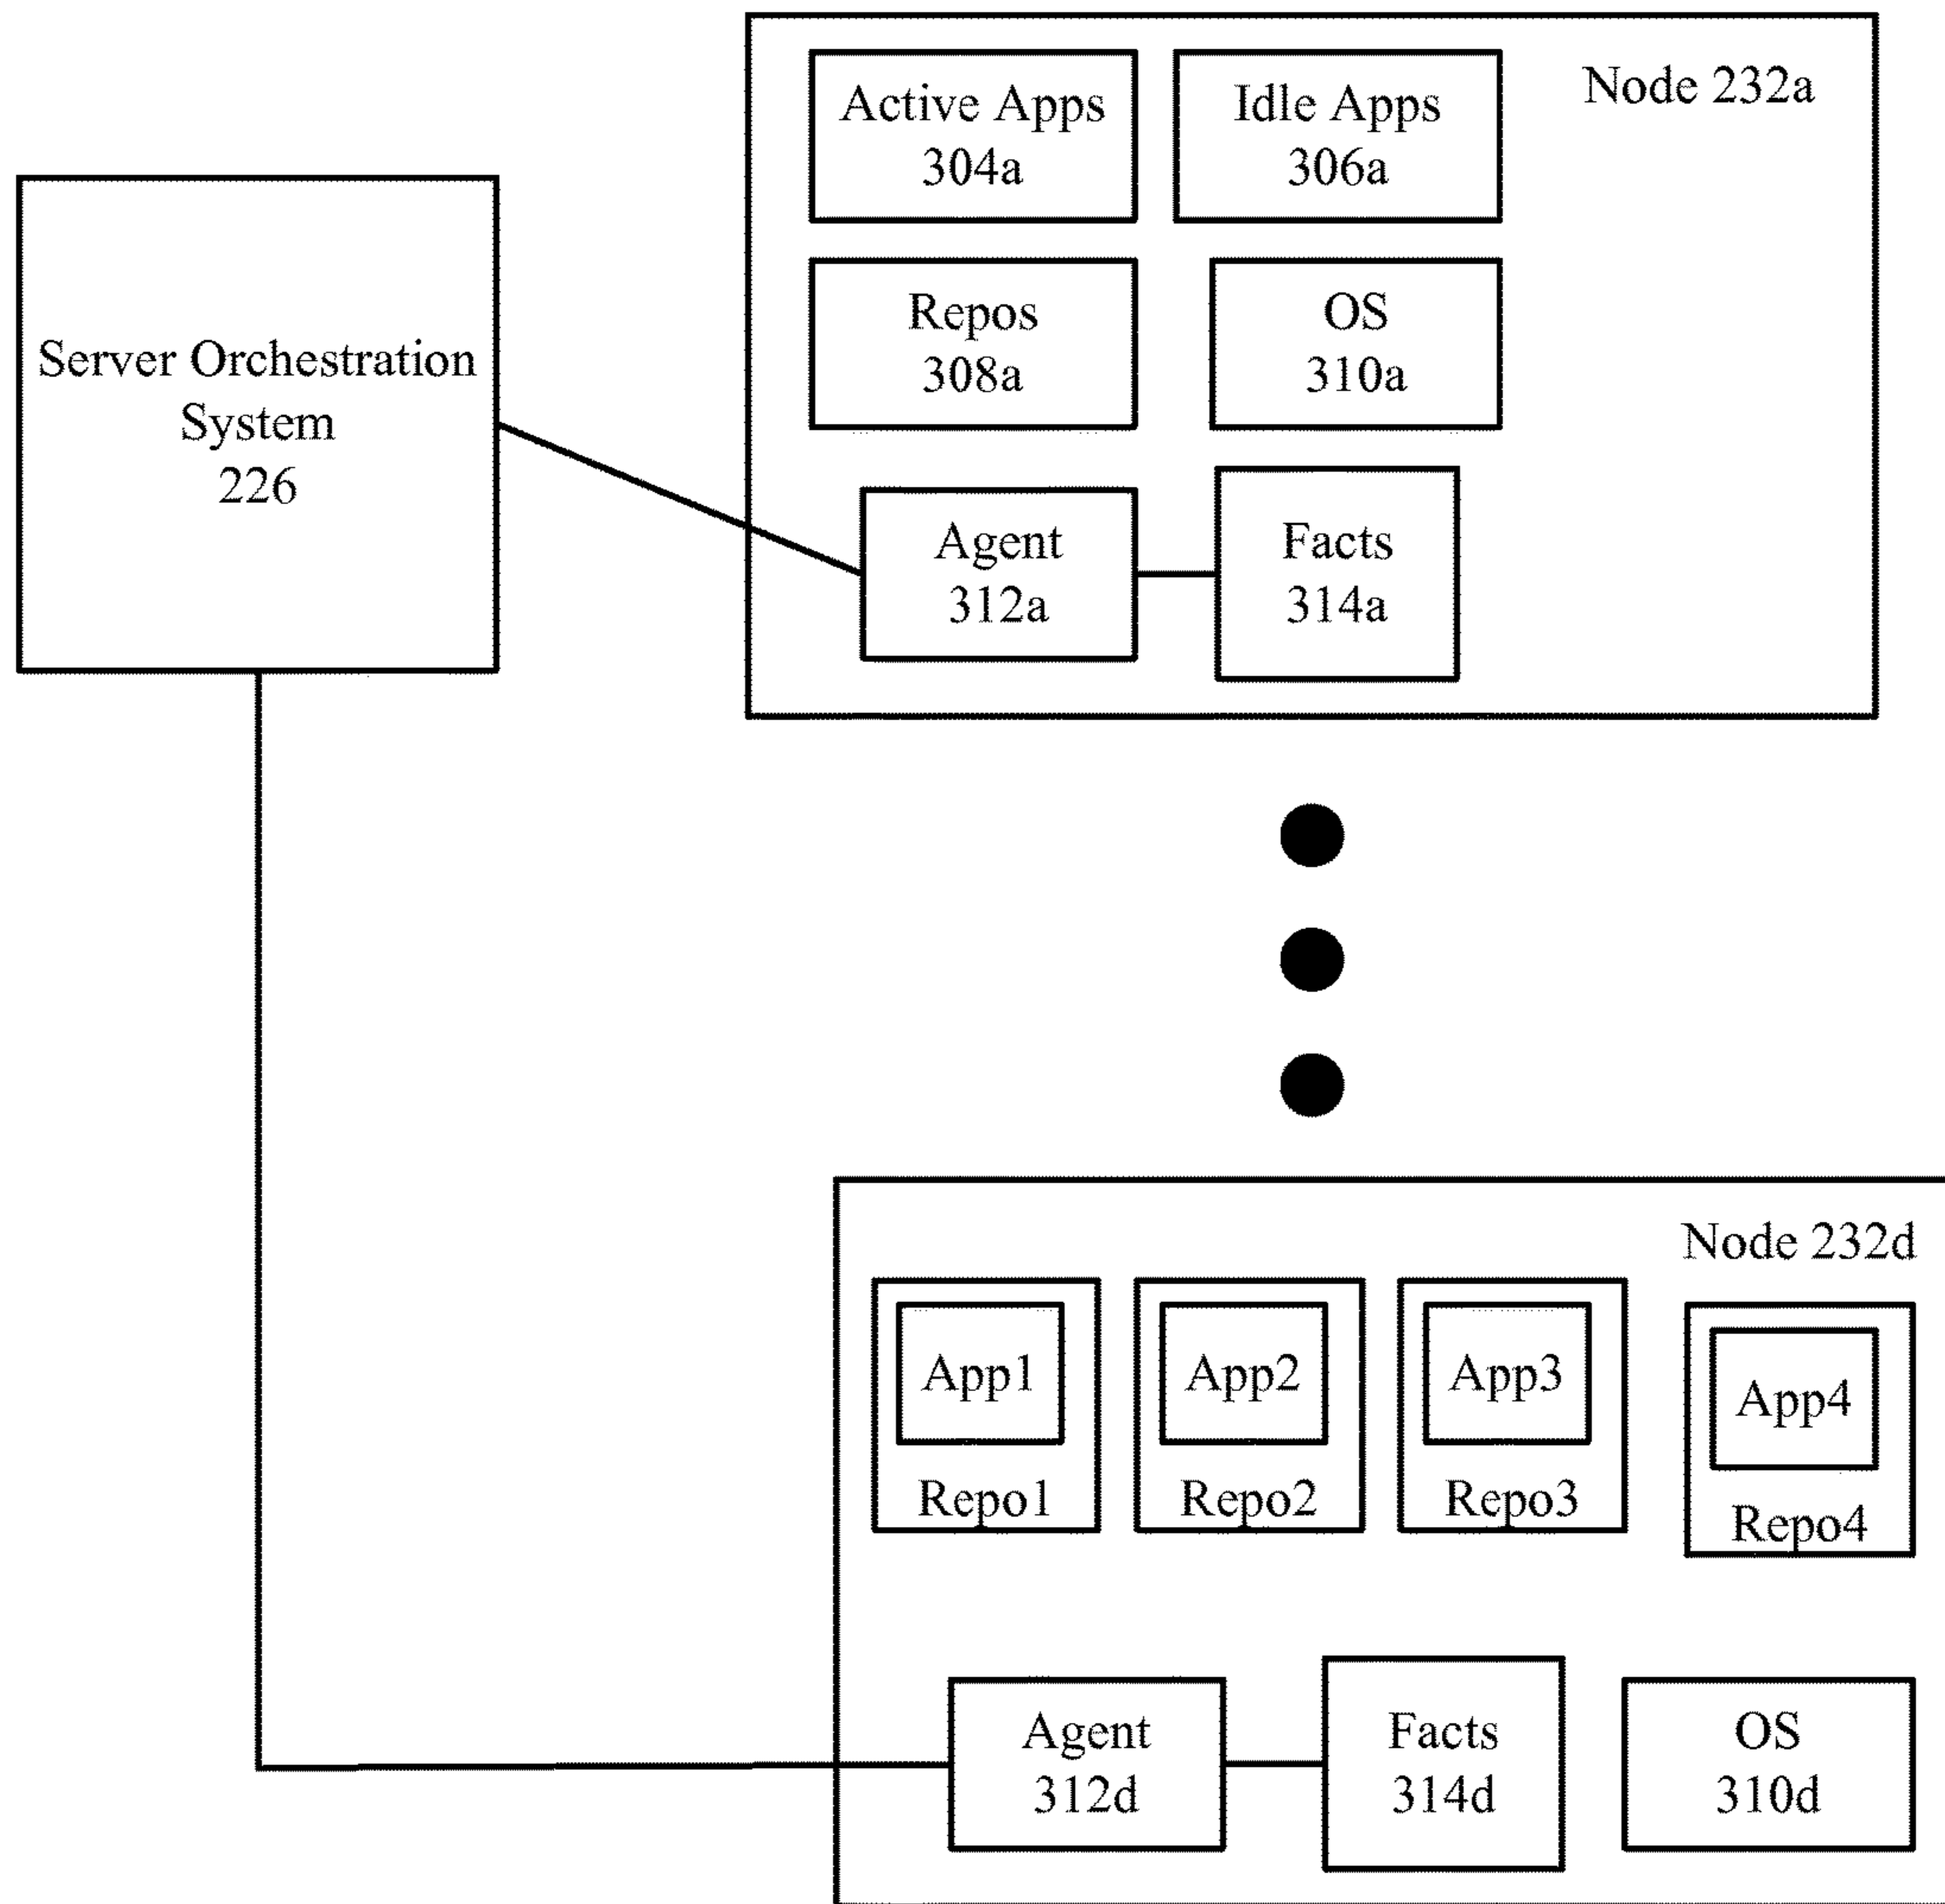 Node 232a
Active Apps
304a
Idle Apps
306a
Repos
308a
OS
310a
Server Orchestration
System
226
Agent
312a
Facts
314a
Node 232d
App1
Repo1
App2
Repo2
App3
Repo3
App4
Repo4
Agent
312d
Facts
314d
OS
310d